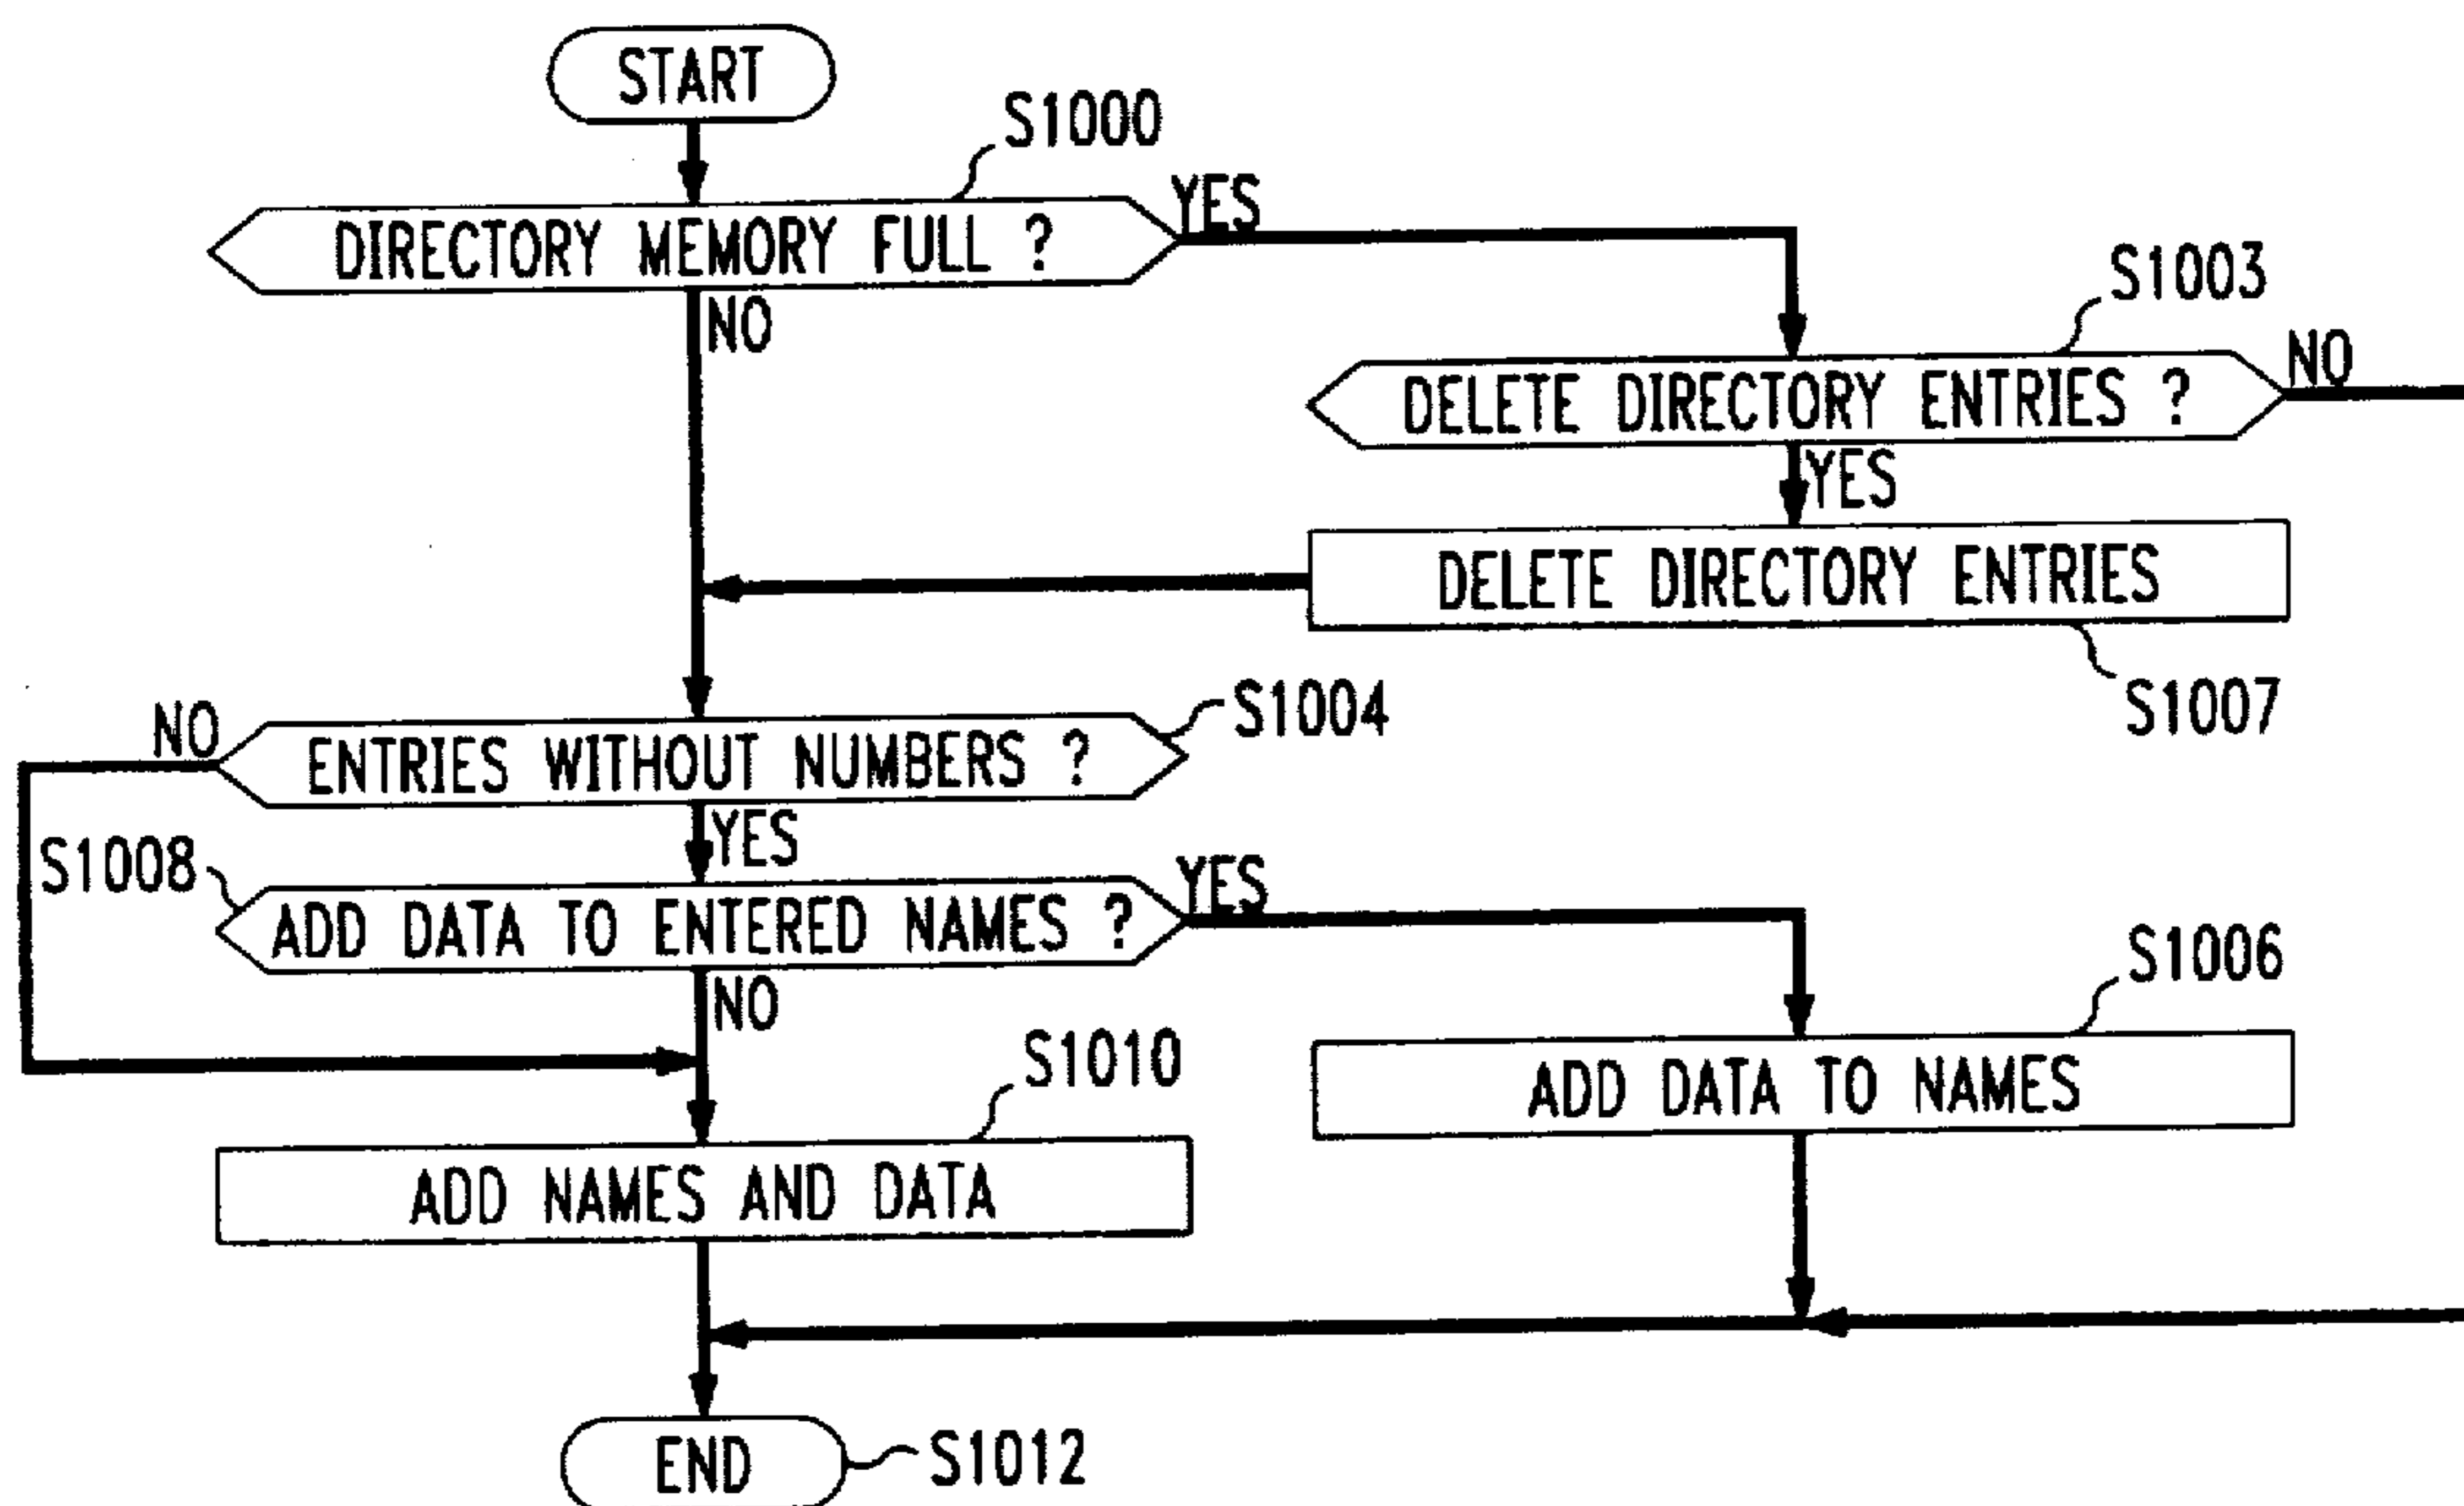 START
S1000
DIRECTORY MEMORY FULL ?
YES
NO
S1003
DELETE DIRECTORY ENTRIES ?
NO
YES
DELETE DIRECTORY ENTRIES
S1007
S1004
NO
ENTRIES WITHOUT NUMBERS ?
YES
S1008
ADD DATA TO ENTERED NAMES ?
YES
NO
S1006
ADD DATA TO NAMES
S1010
ADD NAMES AND DATA
END
S1012